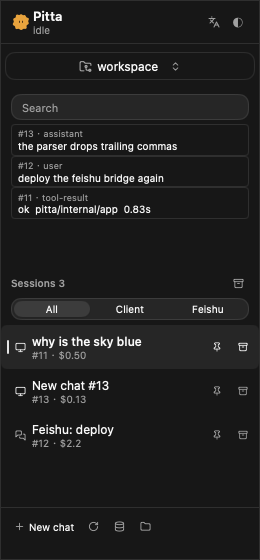 Pitta
idle
workspace
Search
#13 · assistant
the parser drops trailing commas
#12 · user
deploy the feishu bridge again
#11 · tool-result
ok pitta/internal/app 0.83s
Sessions 3
All Client Feishu
why is the sky blue
#11 · $0.50
New chat #13
#13 · $0.13
Feishu: deploy
#12 · $2.2
+ New chat